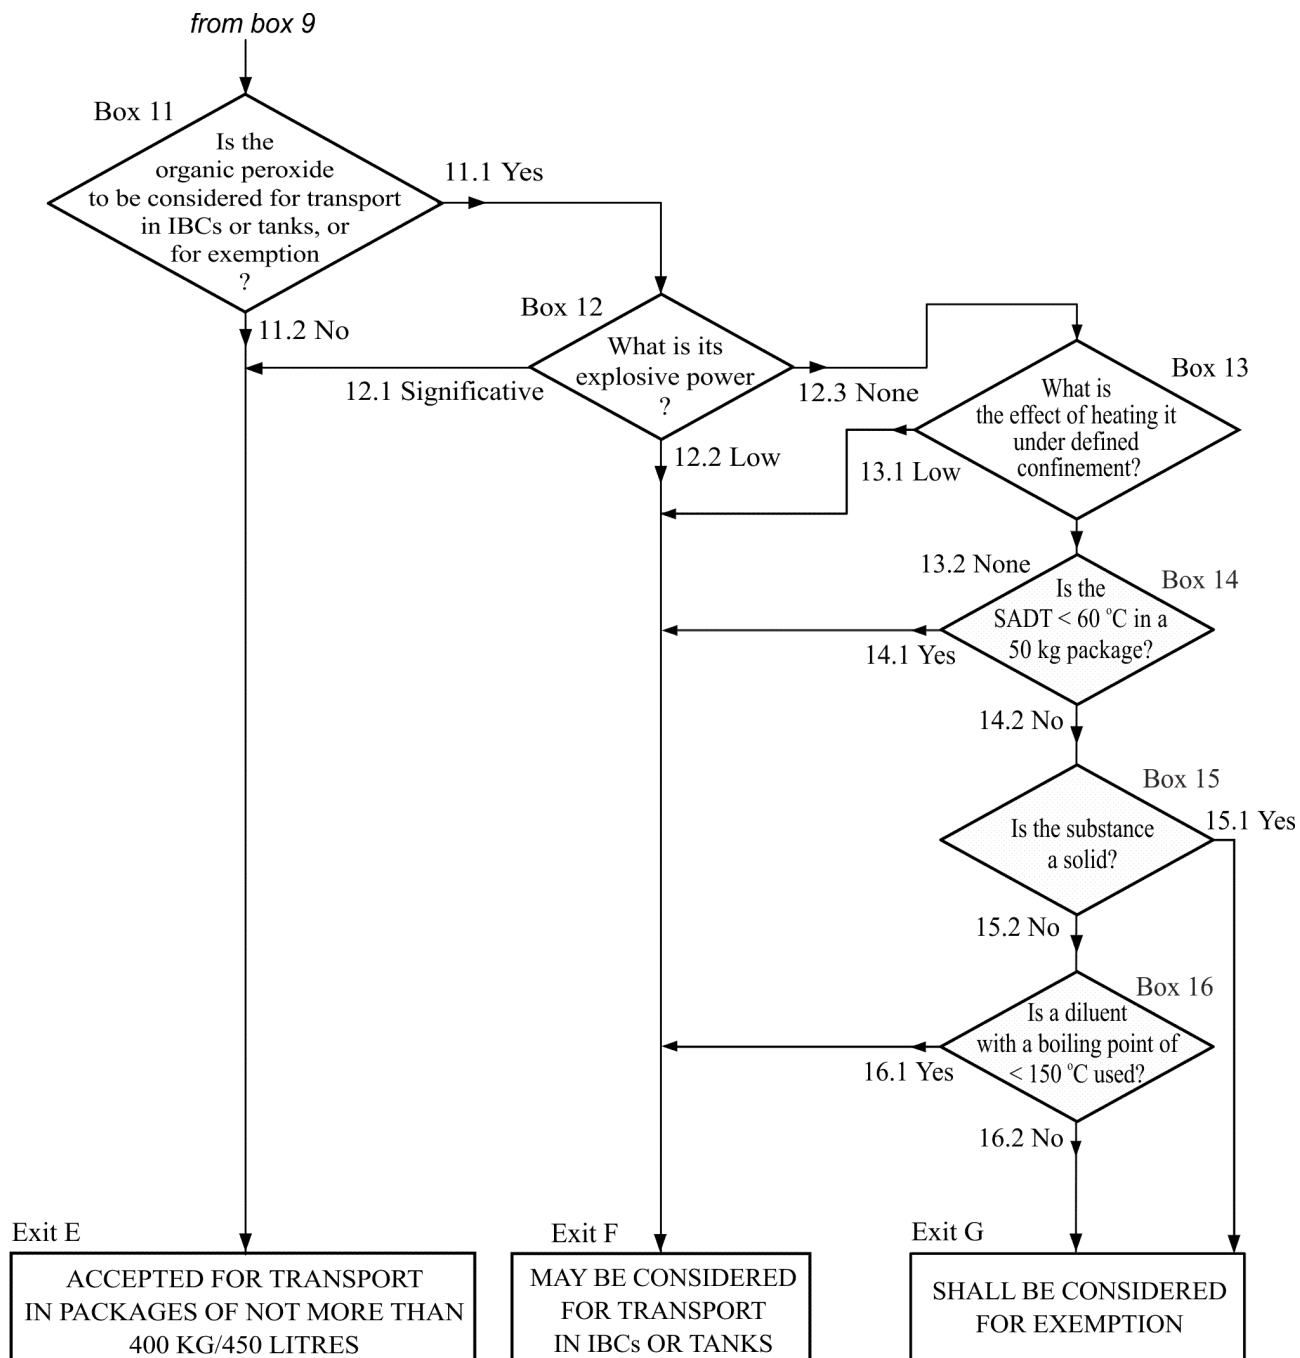 from box 9
Box 11
Is the
organic peroxide
to be considered for transport
in IBCs or tanks, or
for exemption
?
11.1 Yes
11.2 No
Box 12
What is its
explosive power
?
12.1 Significative
12.3 None
12.2 Low
Box 13
What is
the effect of heating it
under defined
confinement?
13.1 Low
13.2 None
Box 14
Is the
SADT < 60 °C in a
50 kg package?
14.1 Yes
14.2 No
Box 15
Is the substance
a solid?
15.1 Yes
15.2 No
Box 16
Is a diluent
with a boiling point of
< 150 °C used?
16.1 Yes
16.2 No
Exit E
ACCEPTED FOR TRANSPORT
IN PACKAGES OF NOT MORE THAN
400 KG/450 LITRES
Exit F
MAY BE CONSIDERED
FOR TRANSPORT
IN IBCs OR TANKS
Exit G
SHALL BE CONSIDERED
FOR EXEMPTION